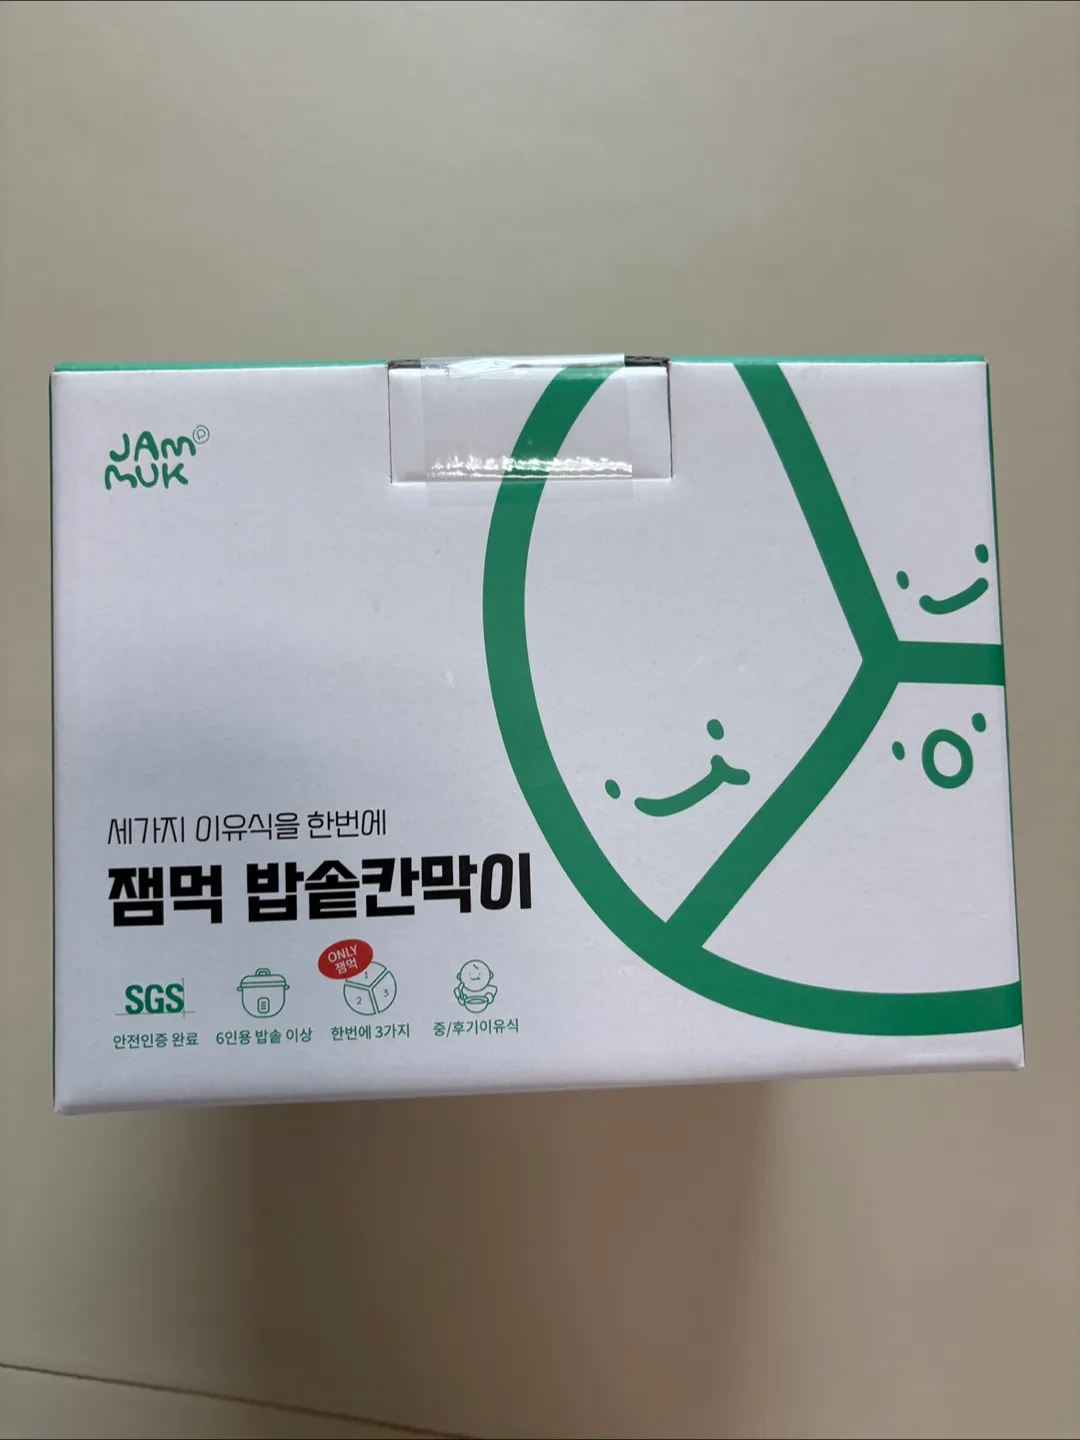 JAM
MUK
세가지 이유식을 한번에
잼먹 밥솥칸막이
SGS
안전인증 완료
6인용 밥솥 이상
ONLY
잼먹
1
2 3
한번에 3가지
중/후기이유식